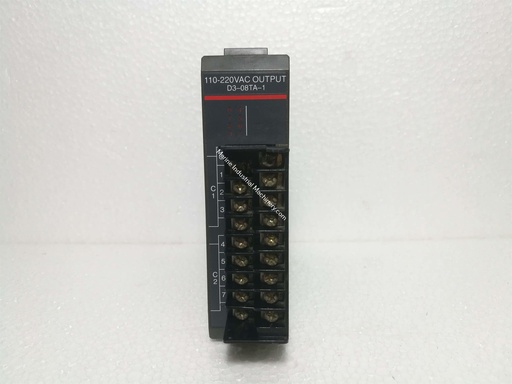 110-220VAC OUTPUT
D3-08TA-1
Marine Industrial Machinery.com
0
1
C1
2
3
4
5
C2
6
7